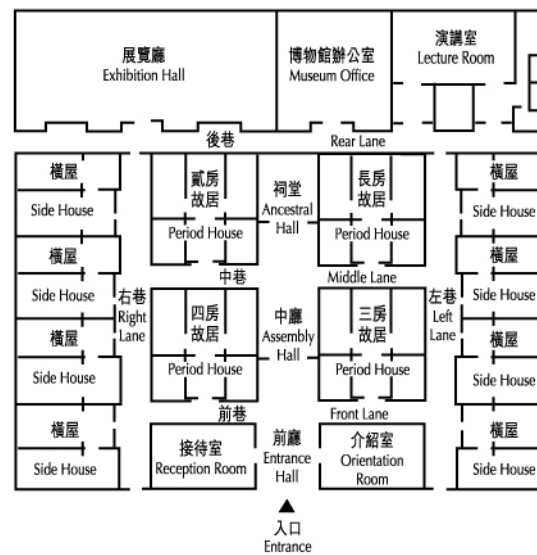 展覽廳
Exhibition Hall
博物館辦公室
Museum Office
演講室
Lecture Room
後巷
Rear Lane
橫屋
Side House
貳房
故居
Period House
祠堂
Ancestral
Hall
長房
故居
Period House
橫屋
Side House
橫屋
Side House
中巷
Middle Lane
橫屋
Side House
右巷
Right
Lane
四房
故居
Period House
中廳
Assembly
Hall
三房
故居
Period House
左巷
Left
Lane
橫屋
Side House
橫屋
Side House
前巷
Front Lane
橫屋
Side House
接待室
Reception Room
前廳
Entrance
Hall
介紹室
Orientation
Room
橫屋
Side House
入口
Entrance